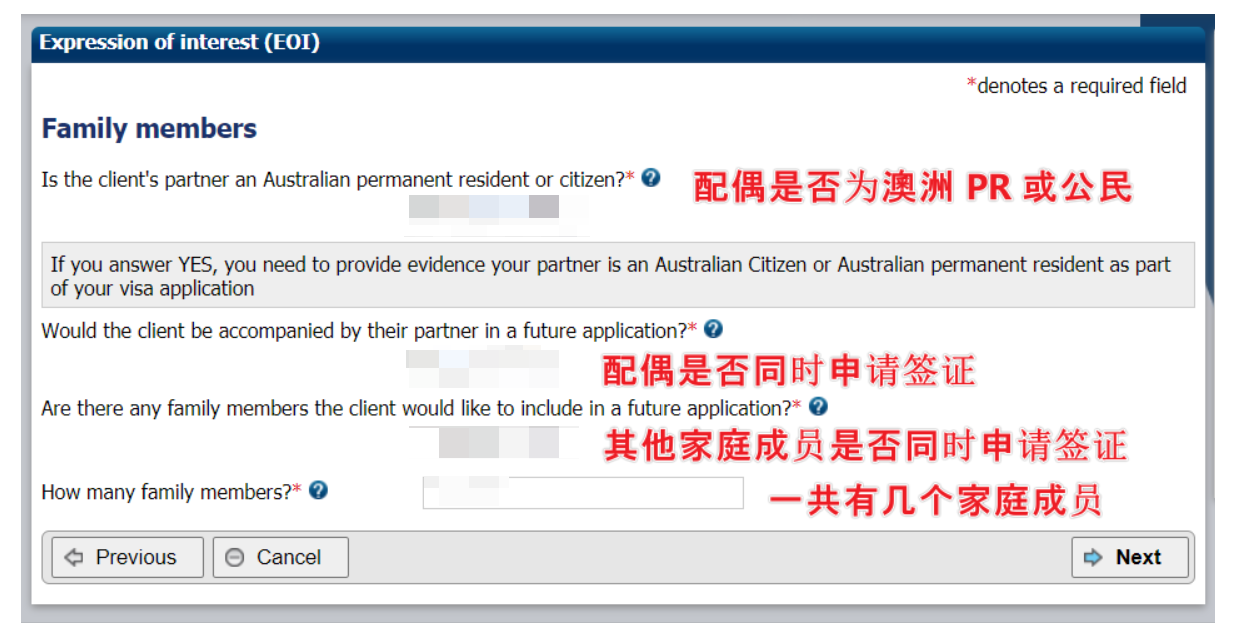 Expression of interest (EOI)
*denotes a required field
Family members
Is the client's partner an Australian permanent resident or citizen?*
配偶是否为澳洲 PR 或公民
If you answer YES, you need to provide evidence your partner is an Australian Citizen or Australian permanent resident as part
of your visa application
Would the client be accompanied by their partner in a future application?*
配偶是否同时申请签证
Are there any family members the client would like to include in a future application?*
其他家庭成员是否同时申请签证
How many family members?*
一共有几个家庭成员
Previous
Cancel
Next